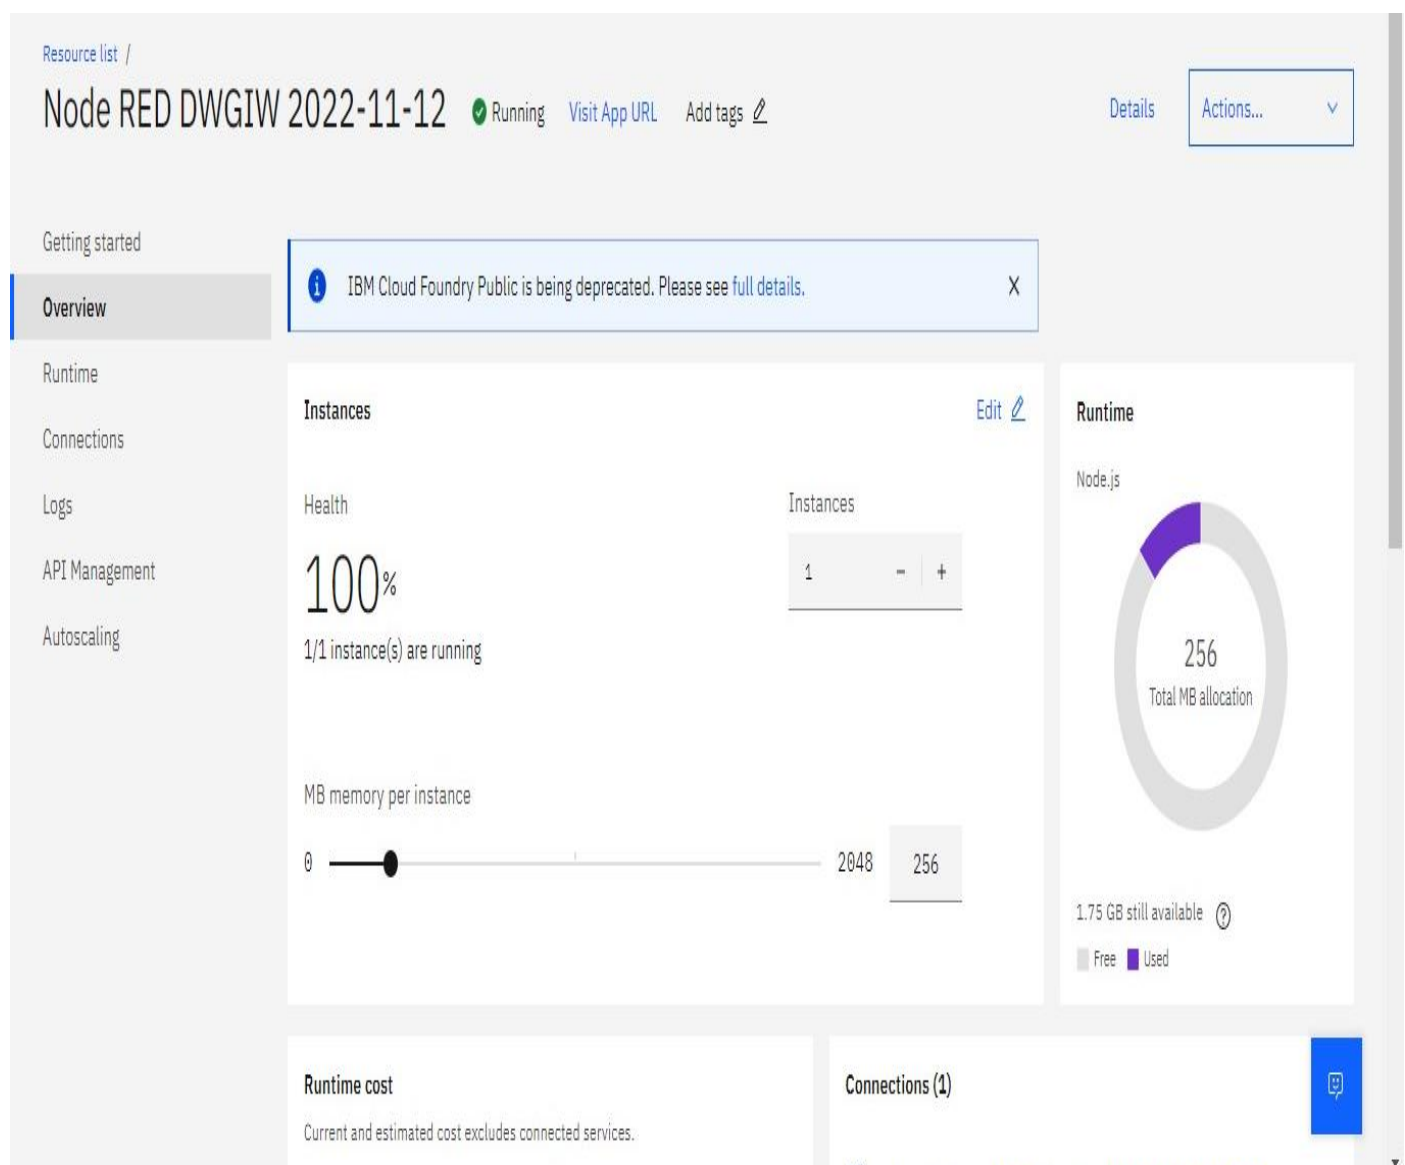 Resource list /
Node RED DWGIW 2022-11-12 Running Visit App URL Add tags Details Actions...
Getting started
Overview
Runtime
Connections
Logs
API Management
Autoscaling
IBM Cloud Foundry Public is being deprecated. Please see full details.
Instances Edit
Health
100%
1/1 instance(s) are running
Instances
1 - +
MB memory per instance
0 2048 256
Runtime
Node.js
256
Total MB allocation
1.75 GB still available
Free Used
Runtime cost
Current and estimated cost excludes connected services.
Connections (1)